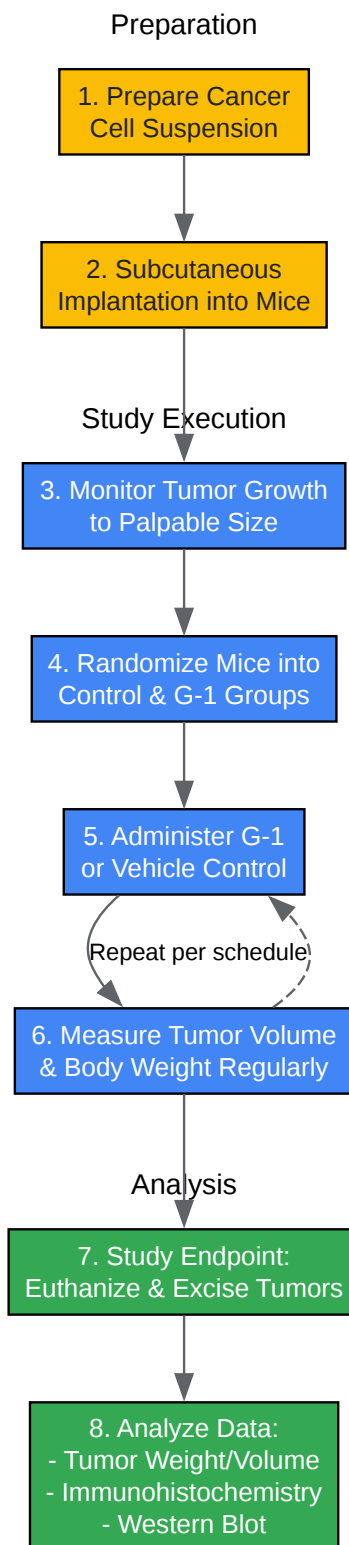 Preparation
1. Prepare Cancer
Cell Suspension
2. Subcutaneous
Implantation into Mice
Study Execution
3. Monitor Tumor Growth
to Palpable Size
4. Randomize Mice into
Control & G-1 Groups
5. Administer G-1
or Vehicle Control
Repeat per schedule
6. Measure Tumor Volume
& Body Weight Regularly
Analysis
7. Study Endpoint:
Euthanize & Excise Tumors
8. Analyze Data:
- Tumor Weight/Volume
- Immunohistochemistry
- Western Blot